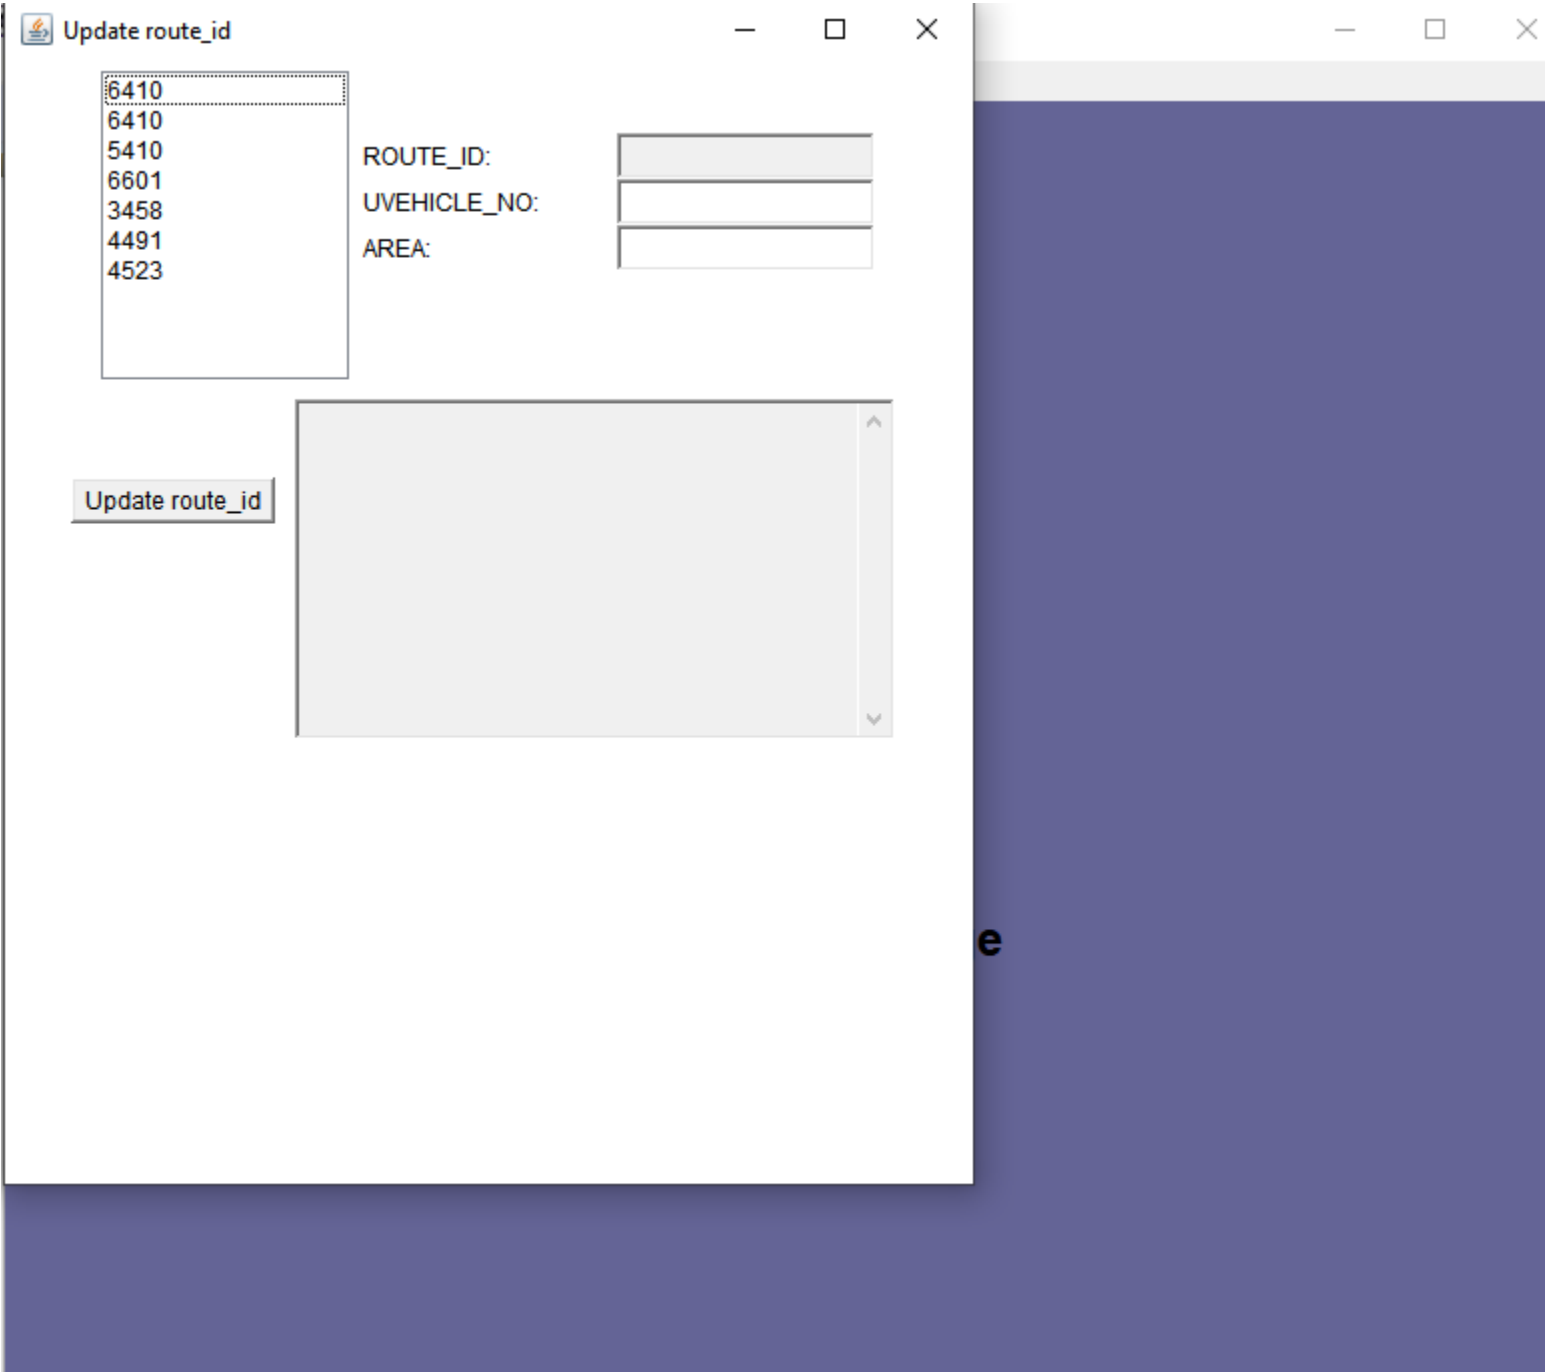 Update route_id
6410
6410
5410
6601
3458
4491
4523
ROUTE_ID:
UVEHICLE_NO:
AREA:
Update route_id
e